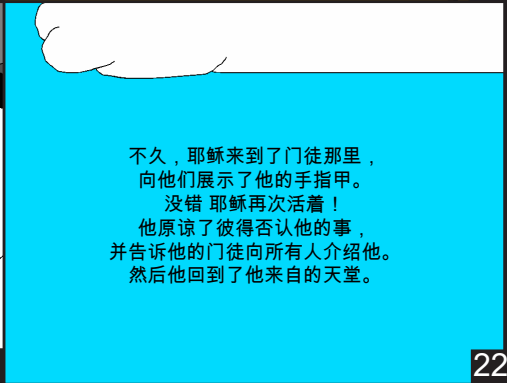 不久，耶稣来到了门徒那里，
向他们展示了他的手指甲。
没错 耶稣再次活着！
他原谅了彼得否认他的事，
并告诉他的门徒向所有人介绍他。
然后他回到了他来自的天堂。
22